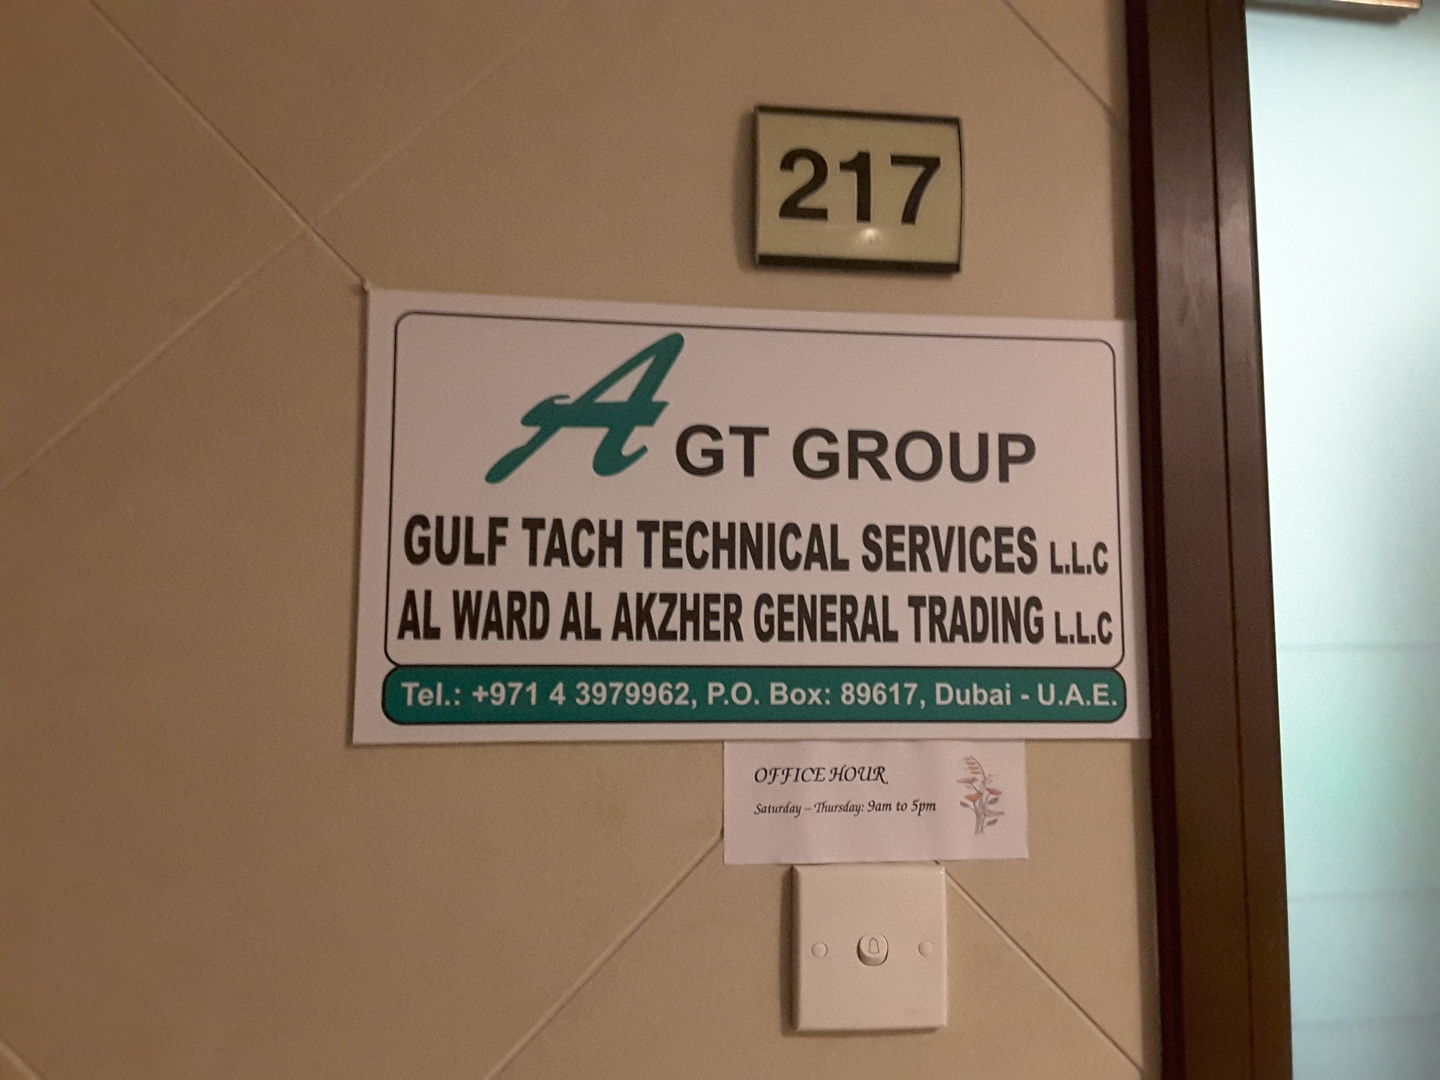 217
A GT GROUP
GULF TACH TECHNICAL SERVICES L.L.C
AL WARD AL AKZHER GENERAL TRADING L.L.C
Tel.: +971 4 3979962, P.O. Box: 89617, Dubai - U.A.E.
OFFICE HOUR
Saturday – Thursday: 9am to 5pm